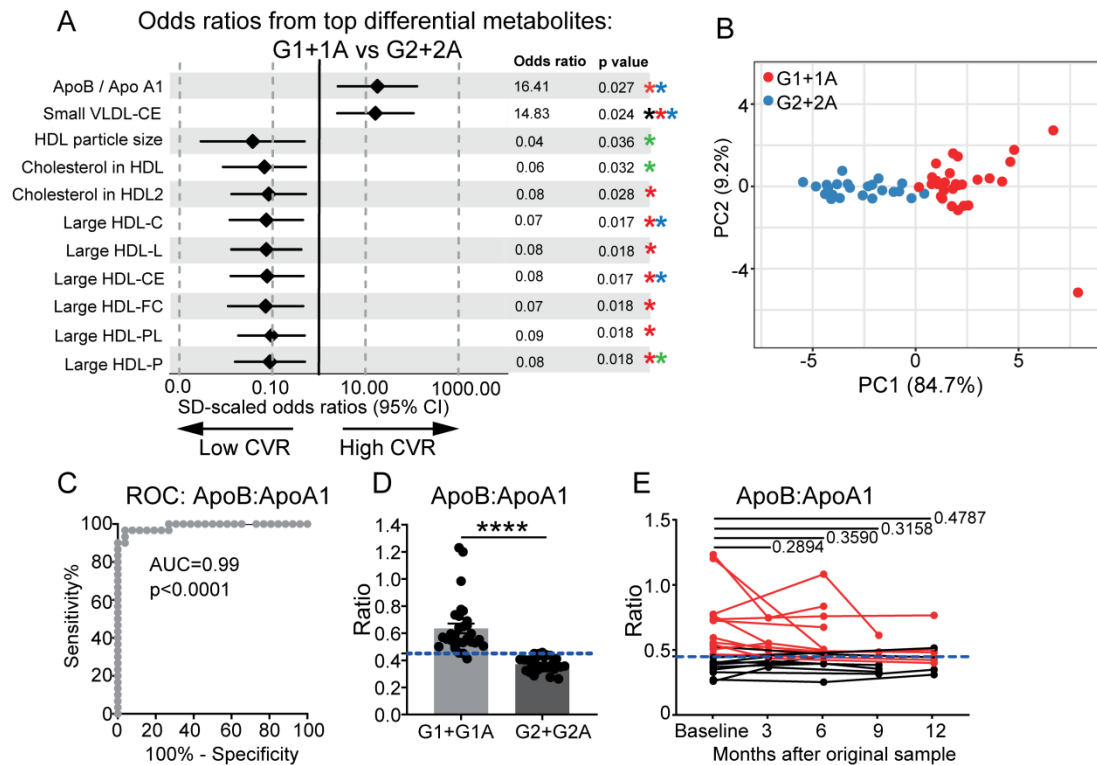 A
Odds ratios from top differential metabolites:
G1+1A vs G2+2A
Odds ratio p value
ApoB / Apo A1 16.41 0.027 **
Small VLDL-CE 14.83 0.024 ***
HDL particle size 0.04 0.036 *
Cholesterol in HDL 0.06 0.032 *
Cholesterol in HDL2 0.08 0.028 *
Large HDL-C 0.07 0.017 **
Large HDL-L 0.08 0.018 *
Large HDL-CE 0.08 0.017 **
Large HDL-FC 0.07 0.018 *
Large HDL-PL 0.09 0.018 *
Large HDL-P 0.08 0.018 **
0.0 0.10 10.00 1000.00
SD-scaled odds ratios (95% CI)
Low CVR High CVR
B
G1+1A
G2+2A
4
0
-4
PC2 (9.2%)
-5 0 5
PC1 (84.7%)
C
ROC: ApoB:ApoA1
100
80
60
40
20
0
Sensitivity%
AUC=0.99
p<0.0001
0 20 40 60 80 100
100% - Specificity
D
ApoB:ApoA1
****
1.4
1.2
1.0
0.8
0.6
0.4
0.2
0.0
Ratio
G1+G1A G2+G2A
E
ApoB:ApoA1
0.4787
0.3158
0.3590
0.2894
1.5
1.0
0.5
0.0
Ratio
Baseline 3 6 9 12
Months after original sample